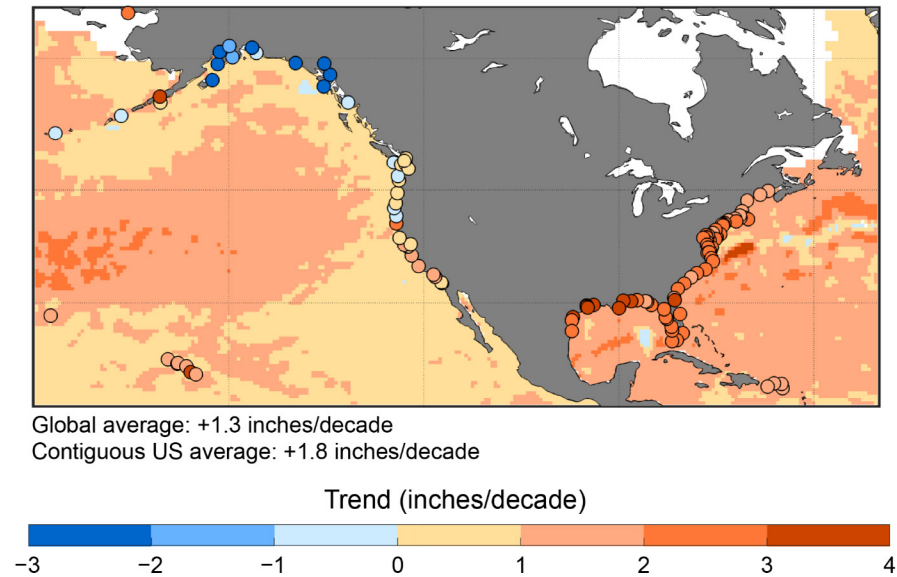 Global average: +1.3 inches/decade
Contiguous US average: +1.8 inches/decade
Trend (inches/decade)
−3 −2 −1 0 1 2 3 4